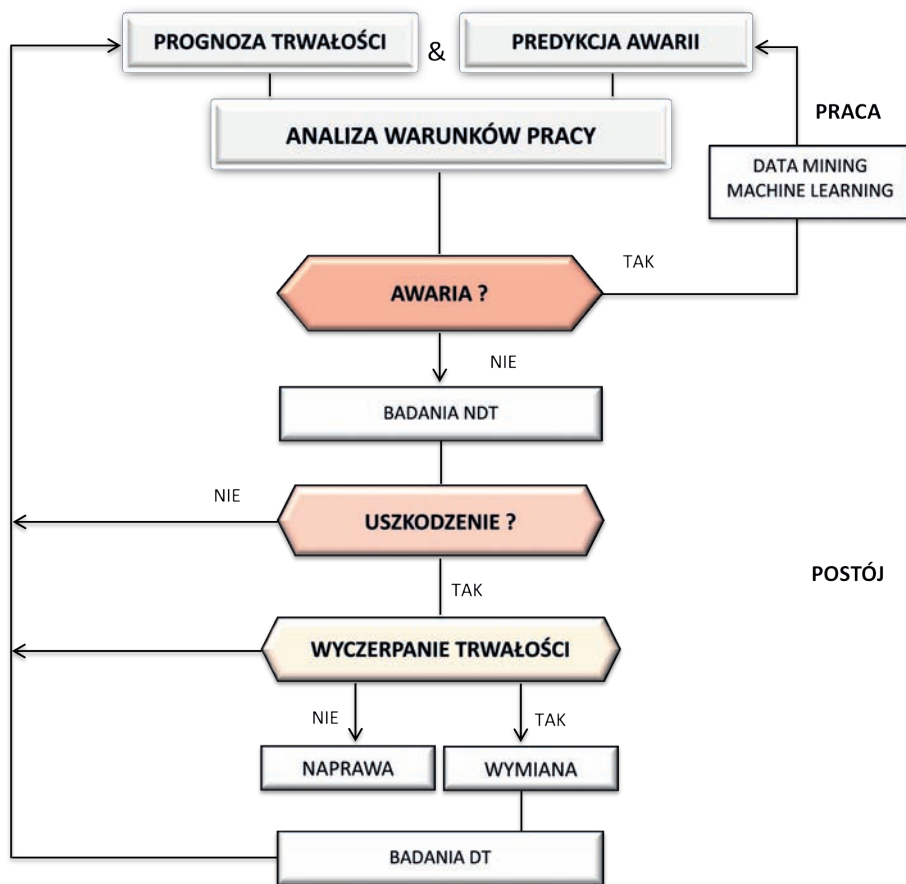 PROGNOZA TRWAŁOŚCI
&
PREDYKCJA AWARII
ANALIZA WARUNKÓW PRACY
PRACA
DATA MINING
MACHINE LEARNING
TAK
AWARIA ?
NIE
BADANIA NDT
NIE
USZKODZENIE ?
POSTÓJ
TAK
WYCZERPANIE TRWAŁOŚCI
NIE
TAK
NAPRAWA
WYMIANA
BADANIA DT